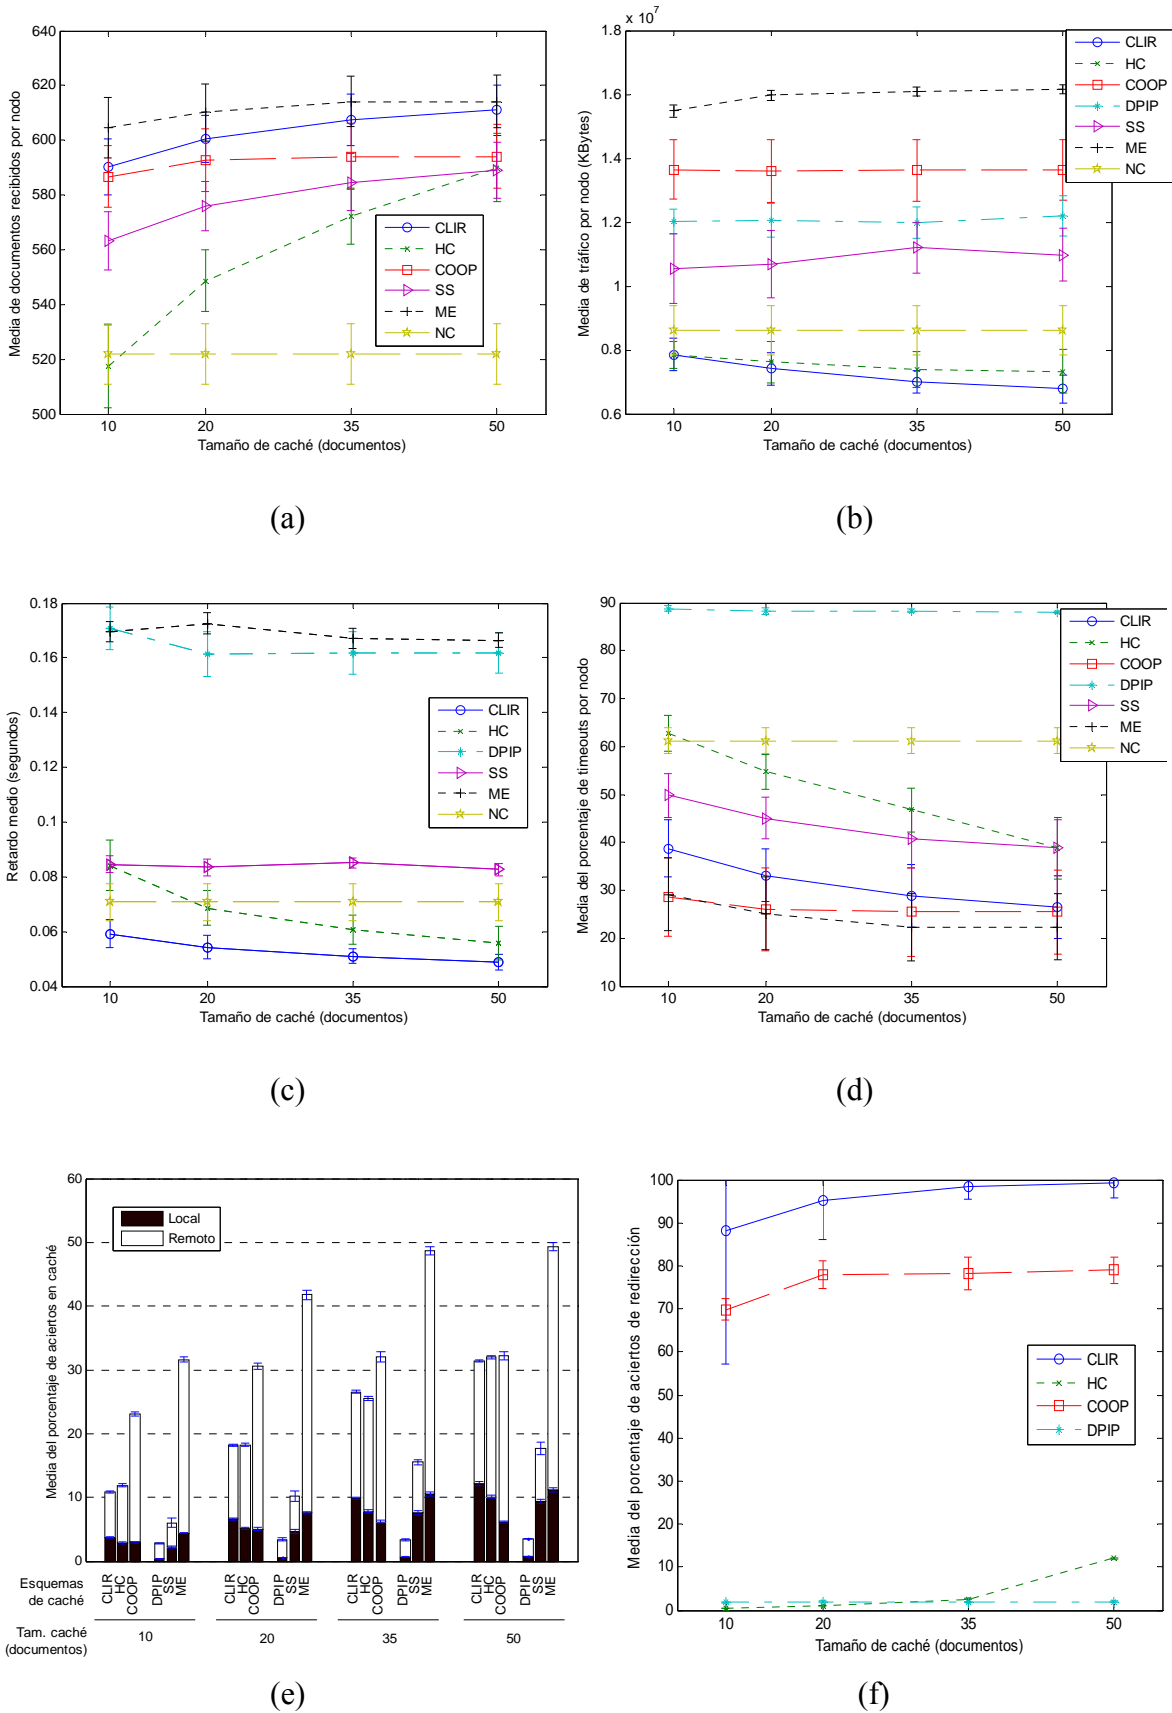 640
620
600
580
560
540
520
500
10 20 35 50
Media de documentos recibidos por nodo
Tamaño de caché (documentos)
CLIR
HC
COOP
SS
ME
NC
(a)
x 10^7
1.8
1.6
1.4
1.2
1
0.8
0.6
10 20 35 50
Media de tráfico por nodo (KBytes)
Tamaño de caché (documentos)
CLIR
HC
COOP
DPIP
SS
ME
NC
(b)
0.18
0.16
0.14
0.12
0.1
0.08
0.06
0.04
10 20 35 50
Retardo medio (segundos)
Tamaño de caché (documentos)
CLIR
HC
DPIP
SS
ME
NC
(c)
90
80
70
60
50
40
30
20
10
10 20 35 50
Media del porcentaje de timeouts por nodo
Tamaño de caché (documentos)
CLIR
HC
COOP
DPIP
SS
ME
NC
(d)
60
50
40
30
20
10
0
Media del porcentaje de aciertos en caché
Local
Remoto
Esquemas
de caché
CLIR HC COOP DPIP SS ME
CLIR HC COOP DPIP SS ME
CLIR HC COOP DPIP SS ME
CLIR HC COOP DPIP SS ME
Tam. caché
(documentos)
10 20 35 50
(e)
100
90
80
70
60
50
40
30
20
10
0
10 20 35 50
Media del porcentaje de aciertos de redirección
Tamaño de caché (documentos)
CLIR
HC
COOP
DPIP
(f)